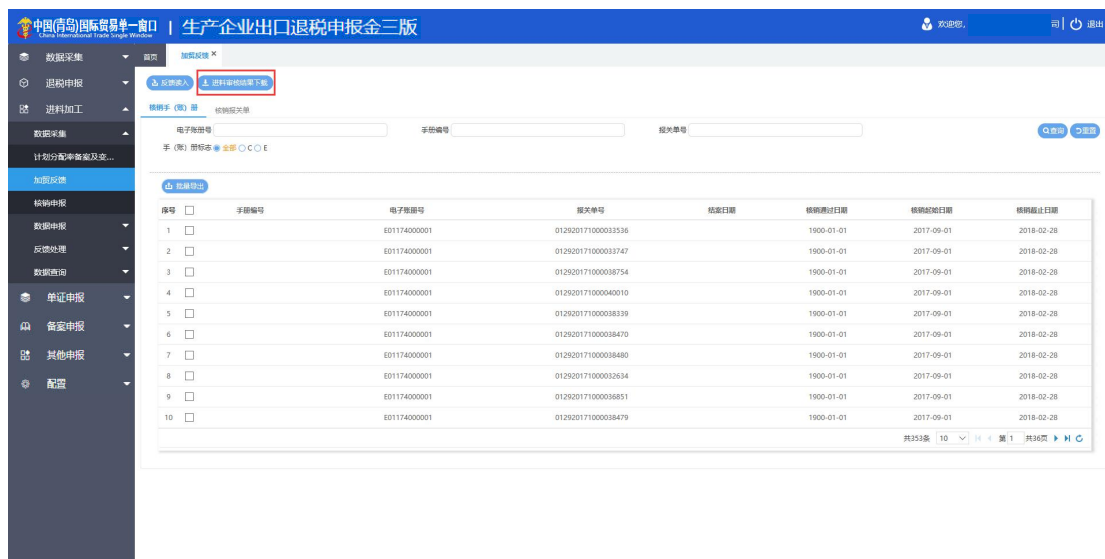 中国(青岛)国际贸易单一窗口 | 生产企业出口退税申报金三版
China International Trade Single Window
欢迎您, 司 退出
数据采集
退税申报
进料加工
数据采集
计划分配率备案及变...
加贸反馈
核销申报
数据申报
反馈处理
数据查询
单证申报
备案申报
其他申报
配置
首页 加贸反馈 ×
反馈读入 进料审核结果下载
核销手（账）册 核销报关单
电子账册号 手册编号 报关单号 查询 重置
手（账）册标志 全部 C E
批量导出
序号 手册编号 电子账册号 报关单号 结案日期 核销通过日期 核销起始日期 核销截止日期
1 E01174000001 012920171000033536 1900-01-01 2017-09-01 2018-02-28
2 E01174000001 012920171000033747 1900-01-01 2017-09-01 2018-02-28
3 E01174000001 012920171000038754 1900-01-01 2017-09-01 2018-02-28
4 E01174000001 012920171000040010 1900-01-01 2017-09-01 2018-02-28
5 E01174000001 012920171000038339 1900-01-01 2017-09-01 2018-02-28
6 E01174000001 012920171000038470 1900-01-01 2017-09-01 2018-02-28
7 E01174000001 012920171000038480 1900-01-01 2017-09-01 2018-02-28
8 E01174000001 012920171000032634 1900-01-01 2017-09-01 2018-02-28
9 E01174000001 012920171000036851 1900-01-01 2017-09-01 2018-02-28
10 E01174000001 012920171000038479 1900-01-01 2017-09-01 2018-02-28
共353条 10 第 1 共36页